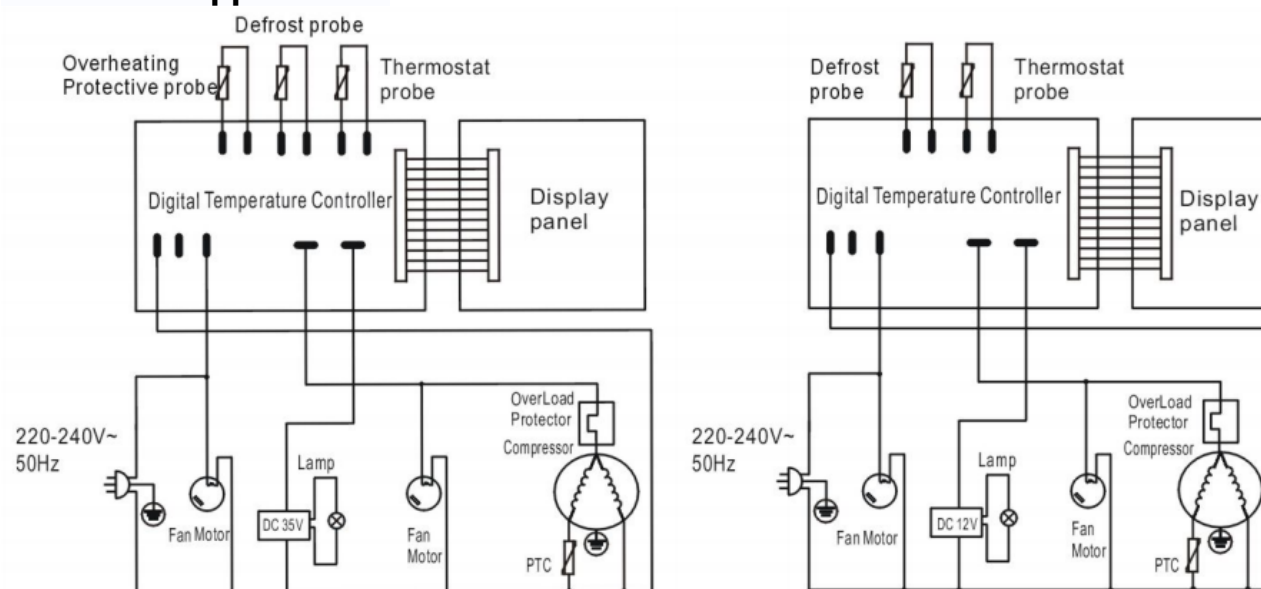 Defrost probe
Overheating
Protective probe
Thermostat
probe
Digital Temperature Controller
Display
panel
OverLoad
Protector
Compressor
220-240V~
50Hz
Lamp
Fan Motor
DC 35V
Fan
Motor
PTC
Defrost
probe
Thermostat
probe
Digital Temperature Controller
Display
panel
OverLoad
Protector
Compressor
220-240V~
50Hz
Lamp
Fan Motor
DC 12V
Fan
Motor
PTC